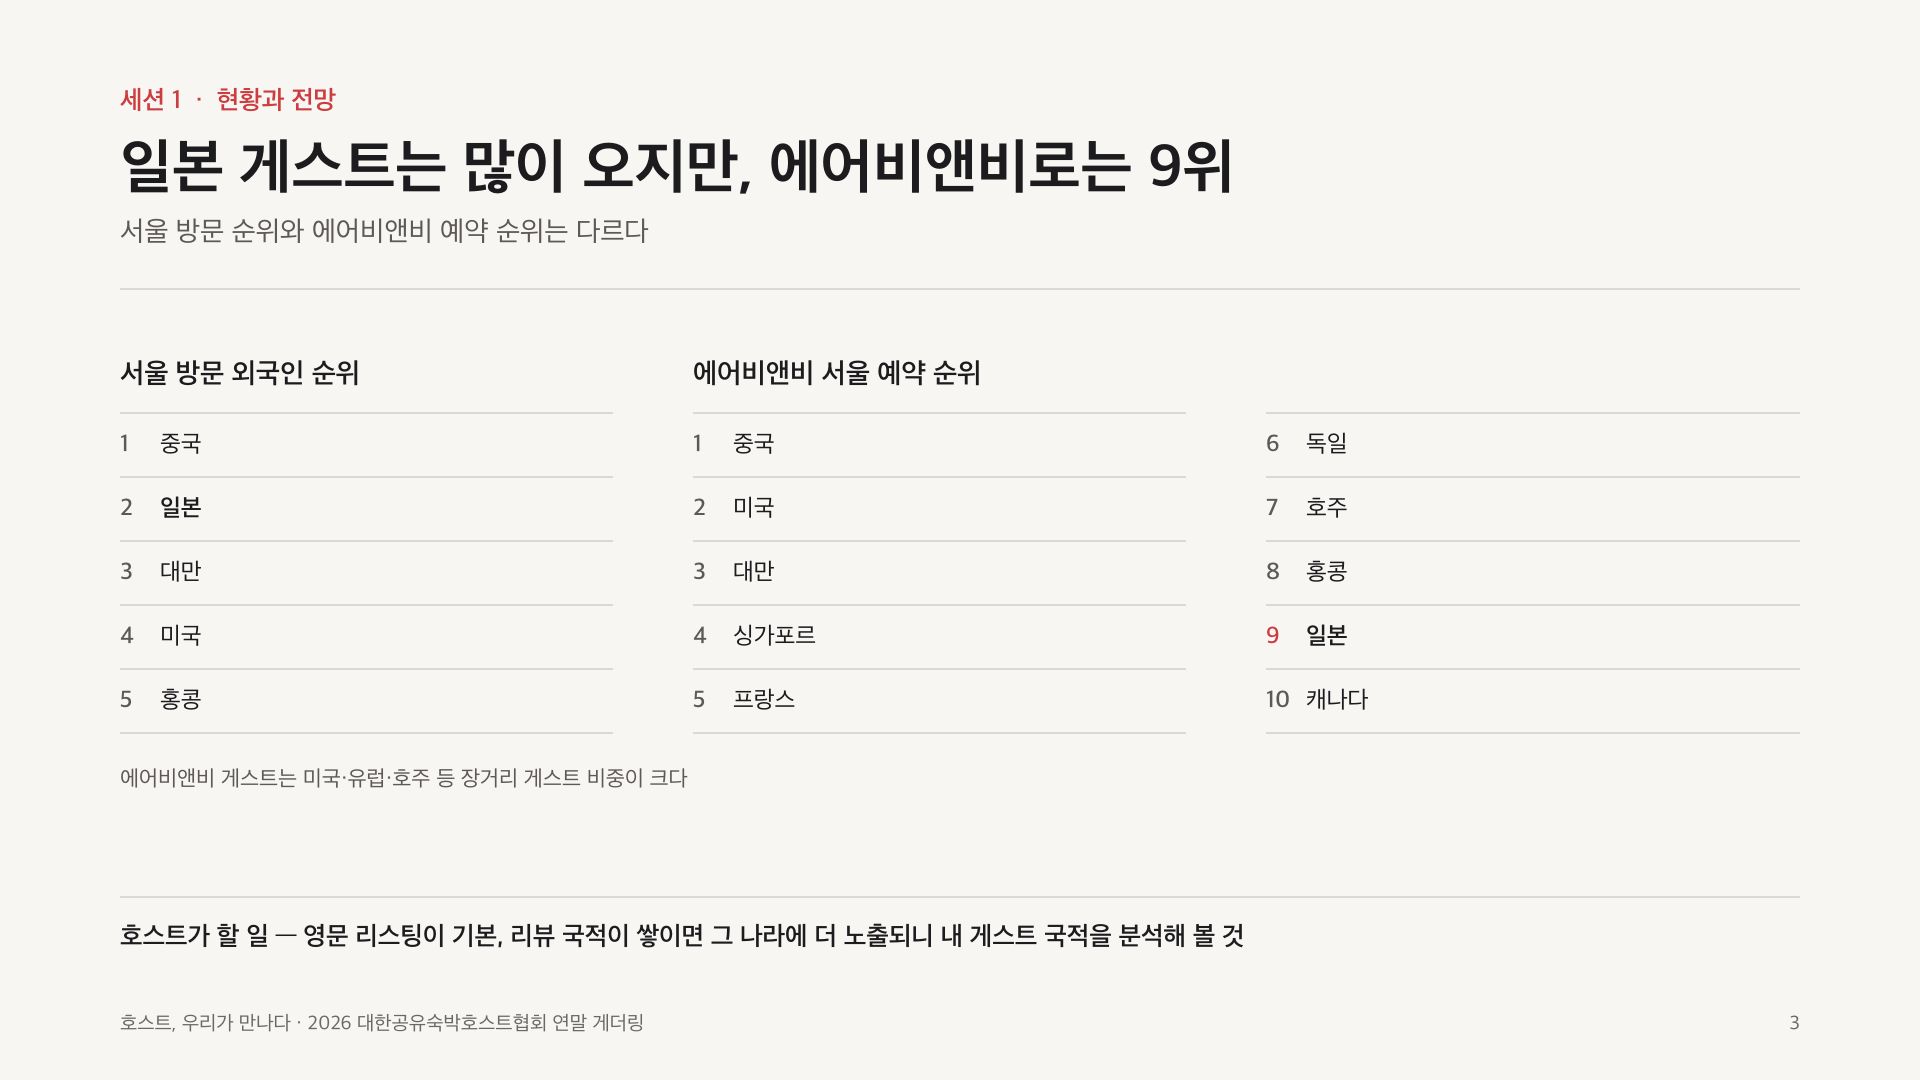 세션 1 · 현황과 전망
일본 게스트는 많이 오지만, 에어비앤비로는 9위
서울 방문 순위와 에어비앤비 예약 순위는 다르다
서울 방문 외국인 순위
1 중국
2 일본
3 대만
4 미국
5 홍콩
에어비앤비 서울 예약 순위
1 중국
2 미국
3 대만
4 싱가포르
5 프랑스
6 독일
7 호주
8 홍콩
9 일본
10 캐나다
에어비앤비 게스트는 미국·유럽·호주 등 장거리 게스트 비중이 크다
호스트가 할 일 — 영문 리스팅이 기본, 리뷰 국적이 쌓이면 그 나라에 더 노출되니 내 게스트 국적을 분석해 볼 것
호스트, 우리가 만나다 · 2026 대한공유숙박호스트협회 연말 게더링
3